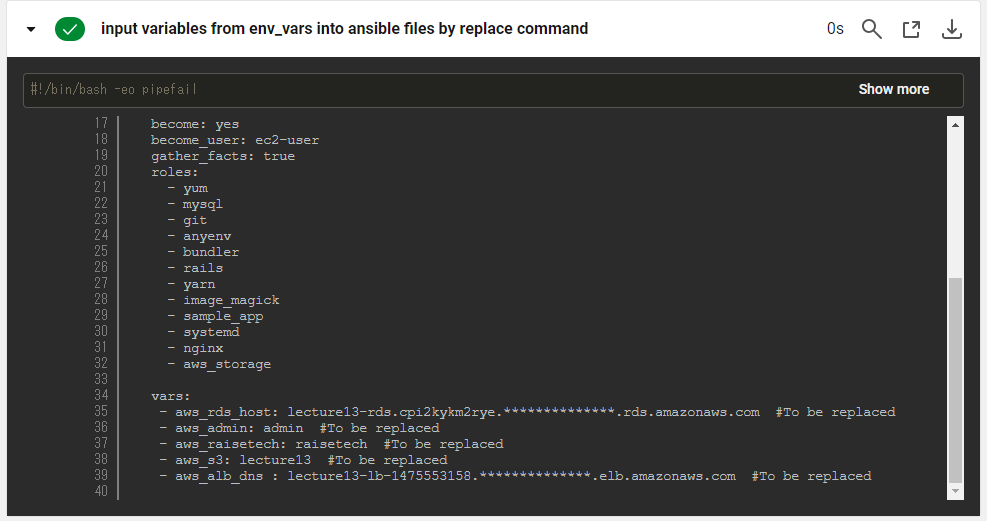 input variables from env_vars into ansible files by replace command 0s
#!/bin/bash -eo pipefail Show more
17 become: yes
18 become_user: ec2-user
19 gather_facts: true
20 roles:
21 - yum
22 - mysql
23 - git
24 - anyenv
25 - bundler
26 - rails
27 - yarn
28 - image_magick
29 - sample_app
30 - systemd
31 - nginx
32 - aws_storage
33
34 vars:
35 - aws_rds_host: lecture13-rds.cpi2kykm2rye.**************.rds.amazonaws.com #To be replaced
36 - aws_admin: admin #To be replaced
37 - aws_raisetech: raisetech #To be replaced
38 - aws_s3: lecture13 #To be replaced
39 - aws_alb_dns : lecture13-lb-1475553158.**************.elb.amazonaws.com #To be replaced
40